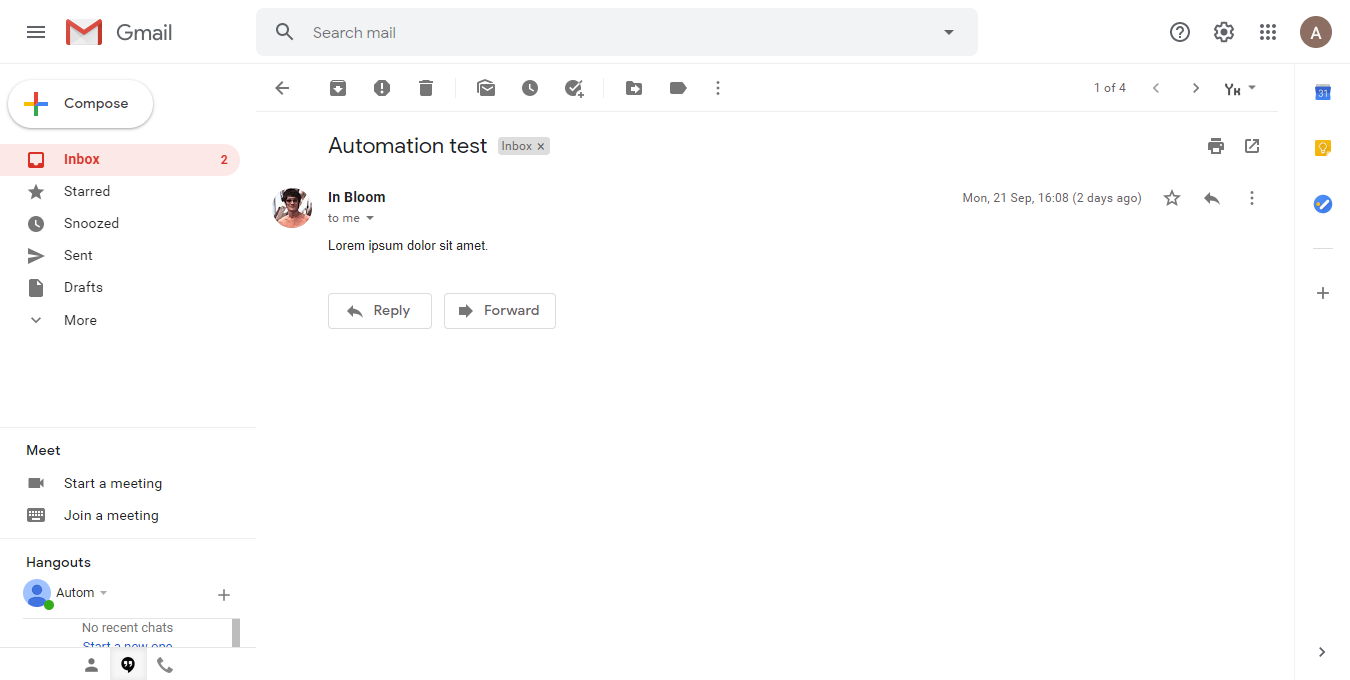 Gmail
Search mail
A
Compose
1 of 4
31
Inbox 2
Starred
Snoozed
Sent
Drafts
More
Automation test Inbox ×
In Bloom Mon, 21 Sep, 16:08 (2 days ago)
to me
Lorem ipsum dolor sit amet.
Reply Forward
Meet
Start a meeting
Join a meeting
Hangouts
Autom
No recent chats
Start a new one